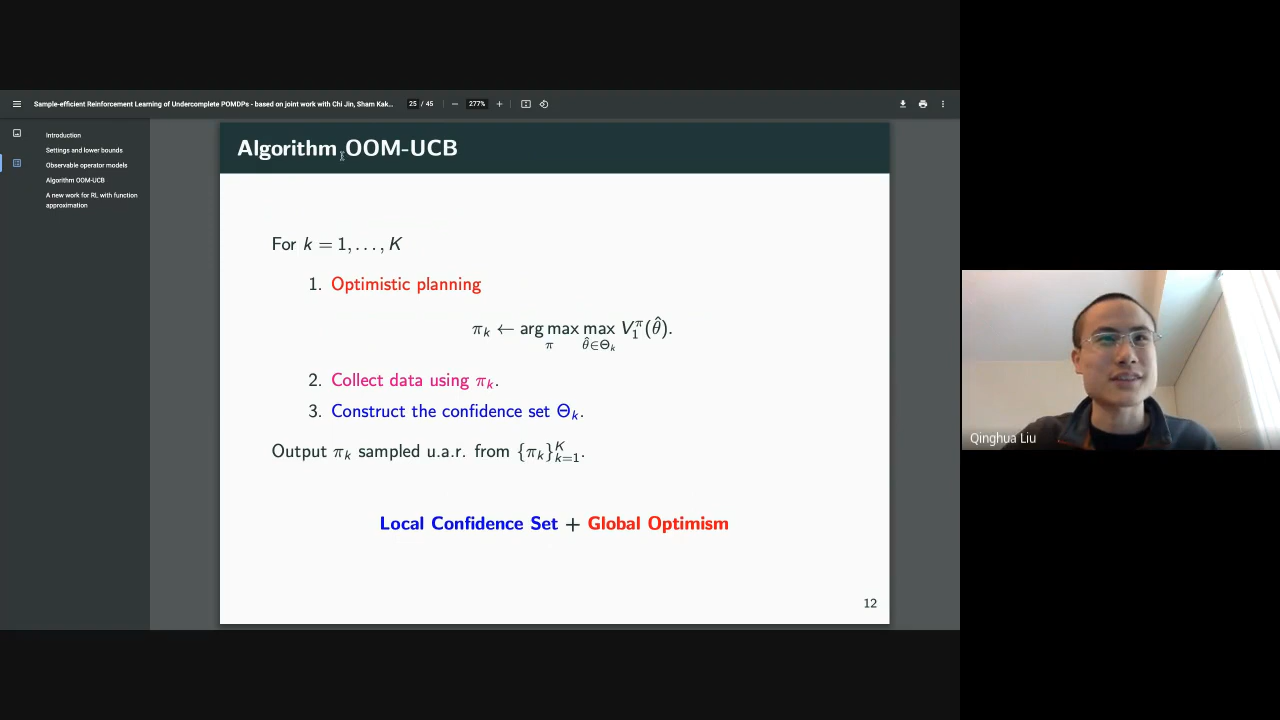 Sample-efficient Reinforcement Learning of Undercomplete POMDPs - based on joint work with Chi Jin, Sham Kak...
25 / 45
277%
Introduction
Settings and lower bounds
Observable operator models
Algorithm OOM-UCB
A new work for RL with function
approximation
Algorithm OOM-UCB
For k = 1, . . . , K
1. Optimistic planning
π_k ← arg max_π max_{θ̂∈Θ_k} V_1^π(θ̂).
2. Collect data using π_k.
3. Construct the confidence set Θ_k.
Output π_k sampled u.a.r. from {π_k}_{k=1}^K.
Local Confidence Set + Global Optimism
12
Qinghua Liu